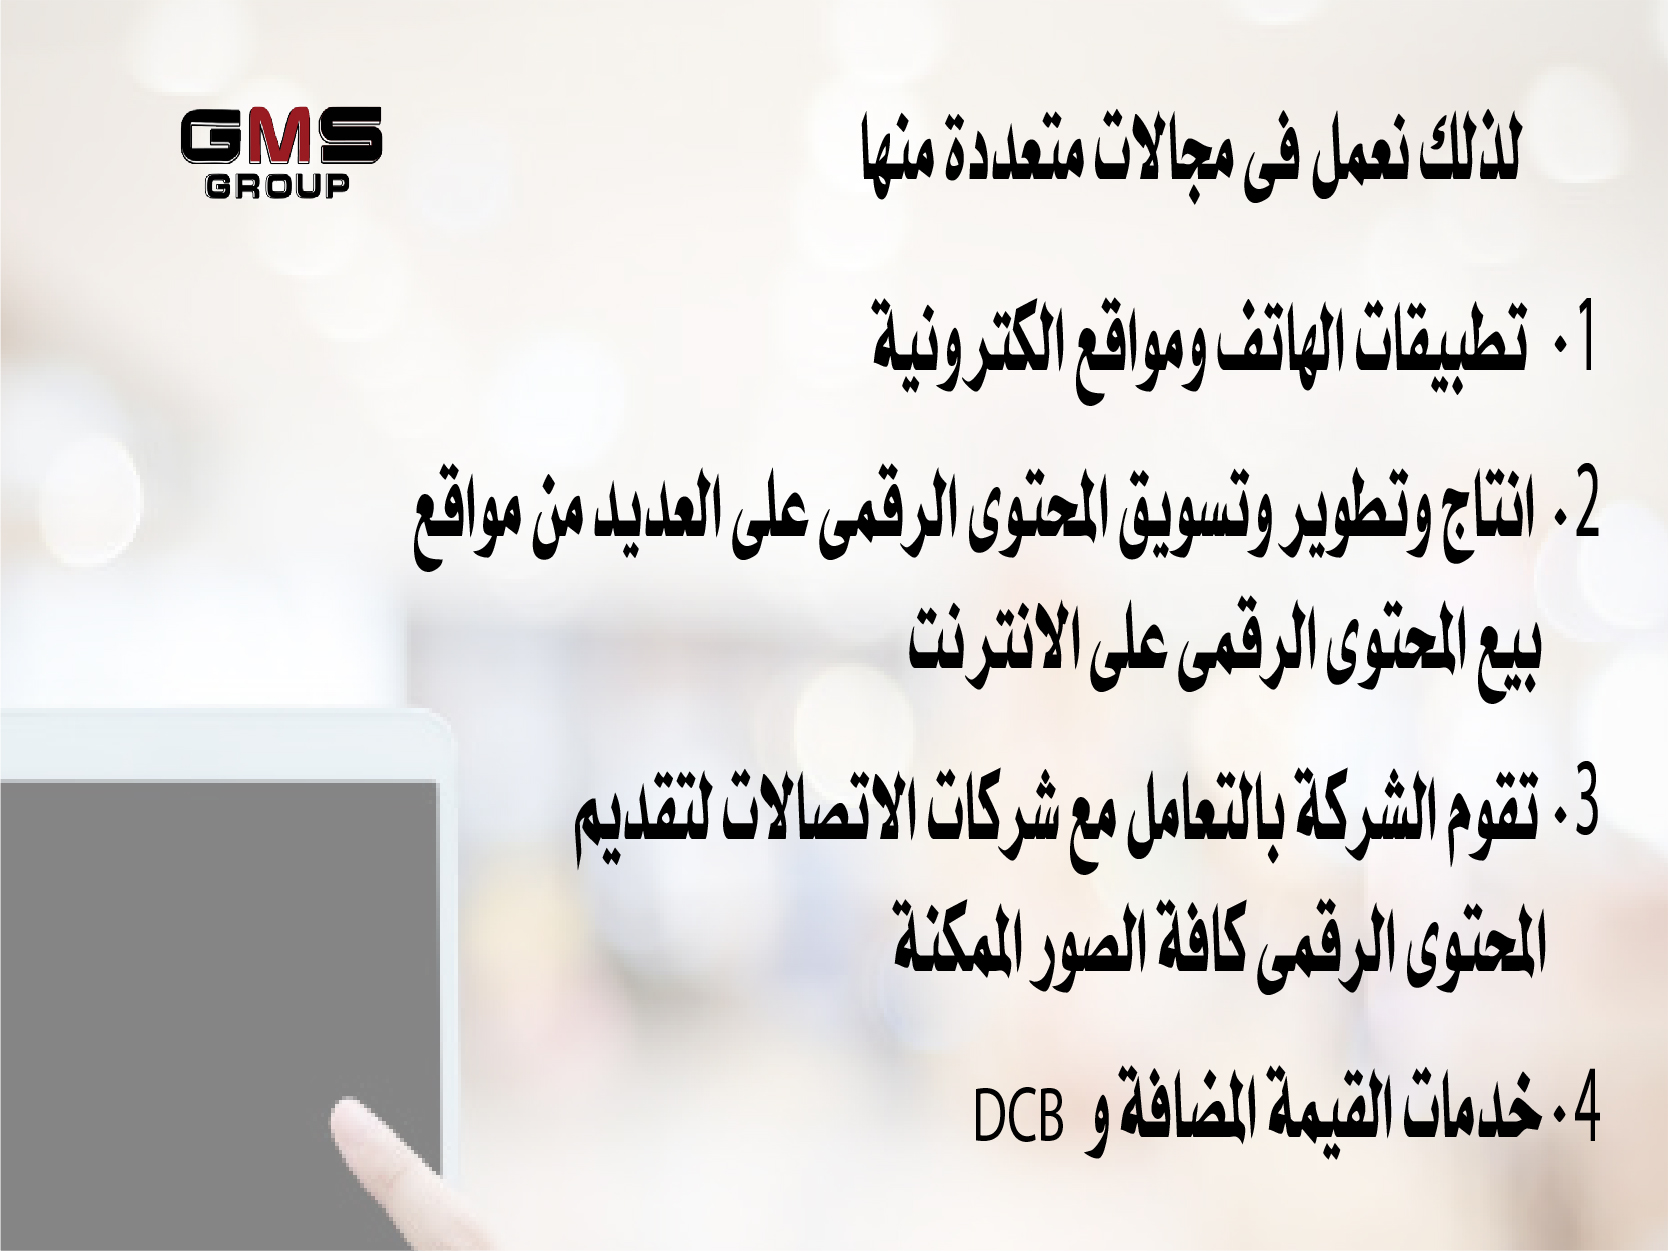 GMS
GROUP
لذلك نعمل فى مجالات متعددة منها
1. تطبيقات الهاتف ومواقع الكترونية
2. انتاج وتطوير وتسويق المحتوى الرقمى على العديد من مواقع
بيع المحتوى الرقمى على الانترنت
3. تقوم الشركة بالتعامل مع شركات الاتصالات لتقديم
المحتوى الرقمى كافة الصور الممكنة
4. خدمات القيمة المضافة و DCB